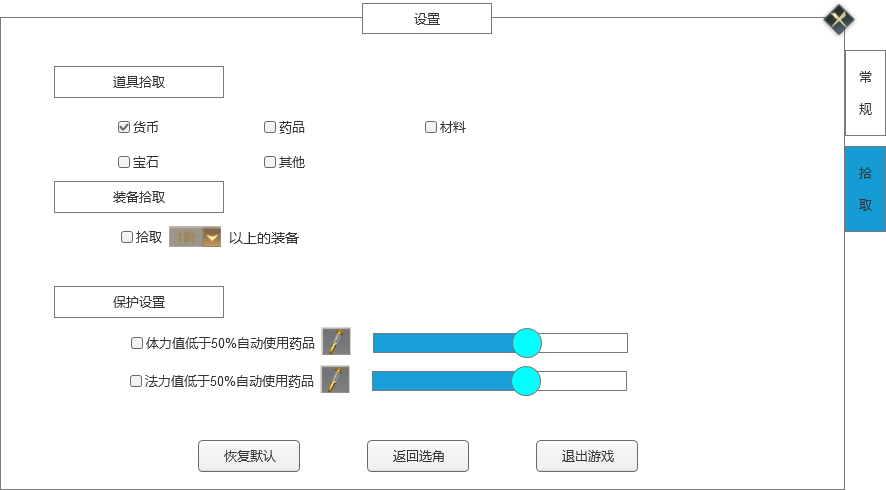 设置
常规
道具拾取
货币 药品 材料
宝石 其他
拾取
装备拾取
拾取 1阶 以上的装备
保护设置
体力值低于50%自动使用药品
法力值低于50%自动使用药品
恢复默认 返回选角 退出游戏